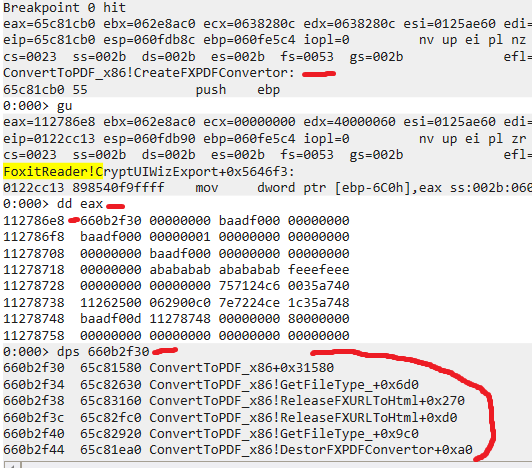 Breakpoint 0 hit
eax=65c81cb0 ebx=062e8ac0 ecx=0638280c edx=0638280c esi=0125ae60 edi=
eip=65c81cb0 esp=060fdb8c ebp=060fe5c4 iopl=0 nv up ei pl nz
cs=0023 ss=002b ds=002b es=002b fs=0053 gs=002b efl=
ConvertToPDF_x86!CreateFXPDFConvertor:
65c81cb0 55 push ebp
0:000> gu
eax=112786e8 ebx=062e8ac0 ecx=00000000 edx=40000060 esi=0125ae60 edi=
eip=0122cc13 esp=060fdb90 ebp=060fe5c4 iopl=0 nv up ei pl zr
cs=0023 ss=002b ds=002b es=002b fs=0053 gs=002b efl=
FoxitReader!CryptUIWizExport+0x5646f3:
0122cc13 898540f9ffff mov dword ptr [ebp-6C0h],eax ss:002b:060
0:000> dd eax
112786e8 660b2f30 00000000 baadf000 00000000
112786f8 baadf000 00000001 00000000 00000000
11278708 00000000 baadf000 00000000 00000000
11278718 00000000 abababab abababab feeefeee
11278728 00000000 00000000 757124c6 0035a740
11278738 11262500 062900c0 7e7224ce 1c35a748
11278748 baadf00d 11278748 00000000 80000000
11278758 00000000 00000000 00000000 00000000
0:000> dps 660b2f30
660b2f30 65c81580 ConvertToPDF_x86+0x31580
660b2f34 65c82630 ConvertToPDF_x86!GetFileType_+0x6d0
660b2f38 65c83160 ConvertToPDF_x86!ReleaseFXURLToHtml+0x270
660b2f3c 65c82fc0 ConvertToPDF_x86!ReleaseFXURLToHtml+0xd0
660b2f40 65c82920 ConvertToPDF_x86!GetFileType_+0x9c0
660b2f44 65c81ea0 ConvertToPDF_x86!DestorFXPDFConvertor+0xa0